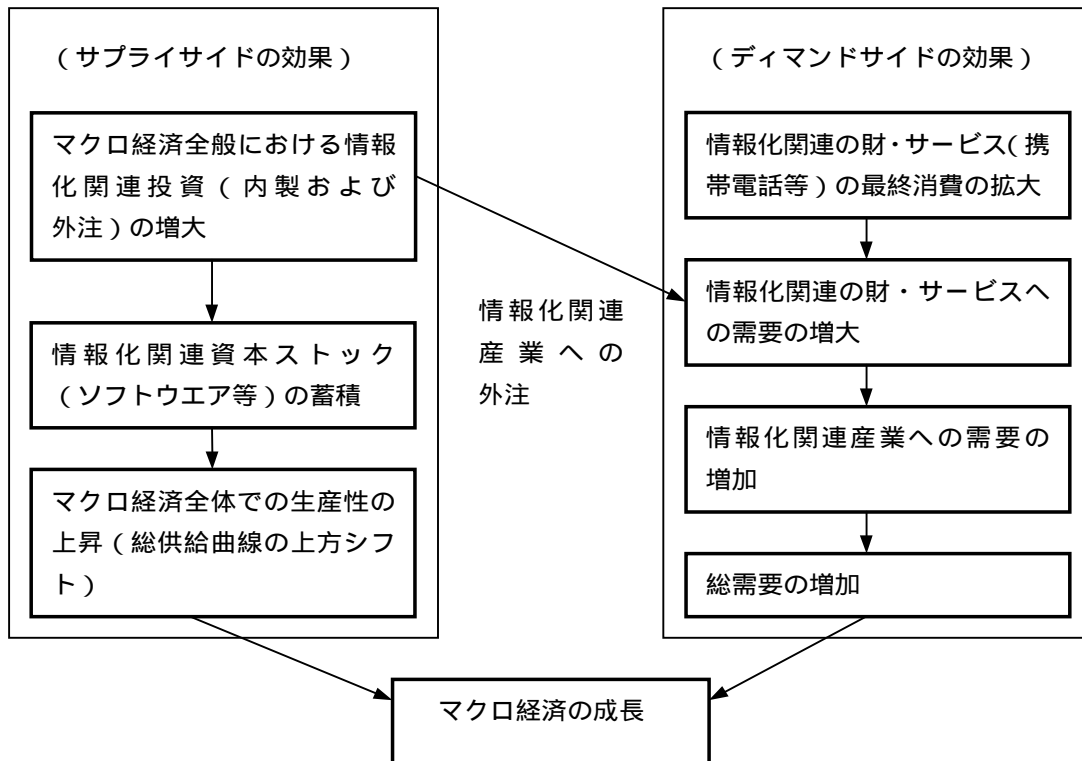 （サプライサイドの効果）
マクロ経済全般における情報
化関連投資（内製および
外注）の増大
情報化関連資本ストック
（ソフトウエア等）の蓄積
マクロ経済全体での生産性の
上昇（総供給曲線の上方シフ
ト）
情報化関連
産業への
外注
（ディマンドサイドの効果）
情報化関連の財・サービス（携
帯電話等）の最終消費の拡大
情報化関連の財・サービスへ
の需要の増大
情報化関連産業への需要の
増加
総需要の増加
マクロ経済の成長